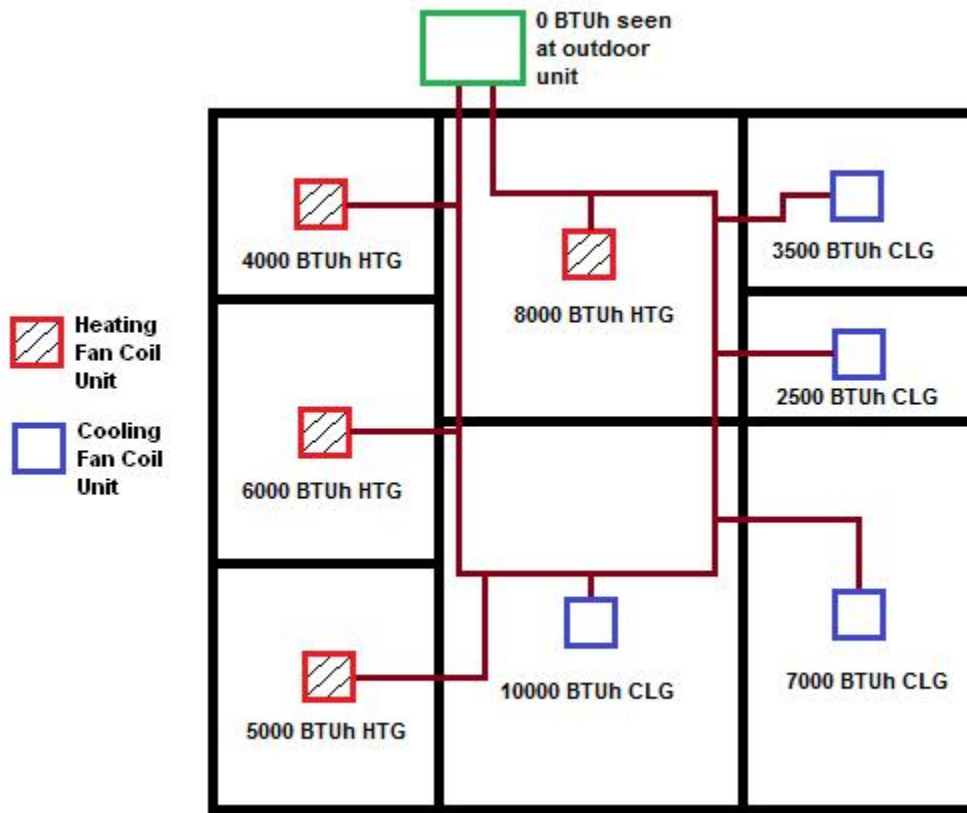 0 BTUh seen
at outdoor
unit
4000 BTUh HTG
8000 BTUh HTG
3500 BTUh CLG
Heating
Fan Coil
Unit
2500 BTUh CLG
Cooling
Fan Coil
Unit
6000 BTUh HTG
5000 BTUh HTG
10000 BTUh CLG
7000 BTUh CLG